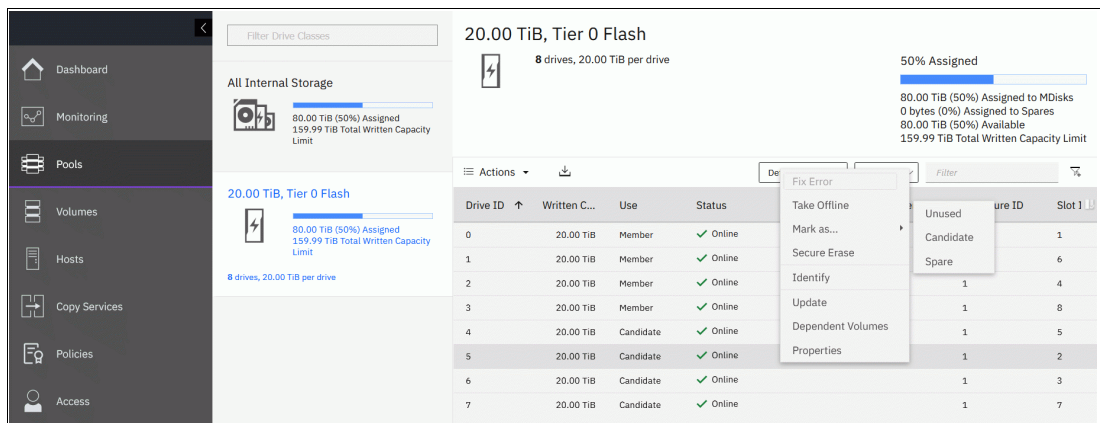 Dashboard
Monitoring
Pools
Volumes
Hosts
Copy Services
Policies
Access
Filter Drive Classes
All Internal Storage
80.00 TiB (50%) Assigned
159.99 TiB Total Written Capacity
Limit
20.00 TiB, Tier 0 Flash
80.00 TiB (50%) Assigned
159.99 TiB Total Written Capacity
Limit
8 drives, 20.00 TiB per drive
20.00 TiB, Tier 0 Flash
8 drives, 20.00 TiB per drive
50% Assigned
80.00 TiB (50%) Assigned to MDisks
0 bytes (0%) Assigned to Spares
80.00 TiB (50%) Available
159.99 TiB Total Written Capacity Limit
Actions Filter
Drive ID Written C... Use Status ure ID Slot I
0 20.00 TiB Member Online 1
1 20.00 TiB Member Online 6
2 20.00 TiB Member Online 1 4
3 20.00 TiB Member Online 1 8
4 20.00 TiB Candidate Online 1 5
5 20.00 TiB Candidate Online 1 2
6 20.00 TiB Candidate Online 1 3
7 20.00 TiB Candidate Online 1 7
Fix Error
Take Offline
Mark as...
Secure Erase
Identify
Update
Dependent Volumes
Properties
Unused
Candidate
Spare